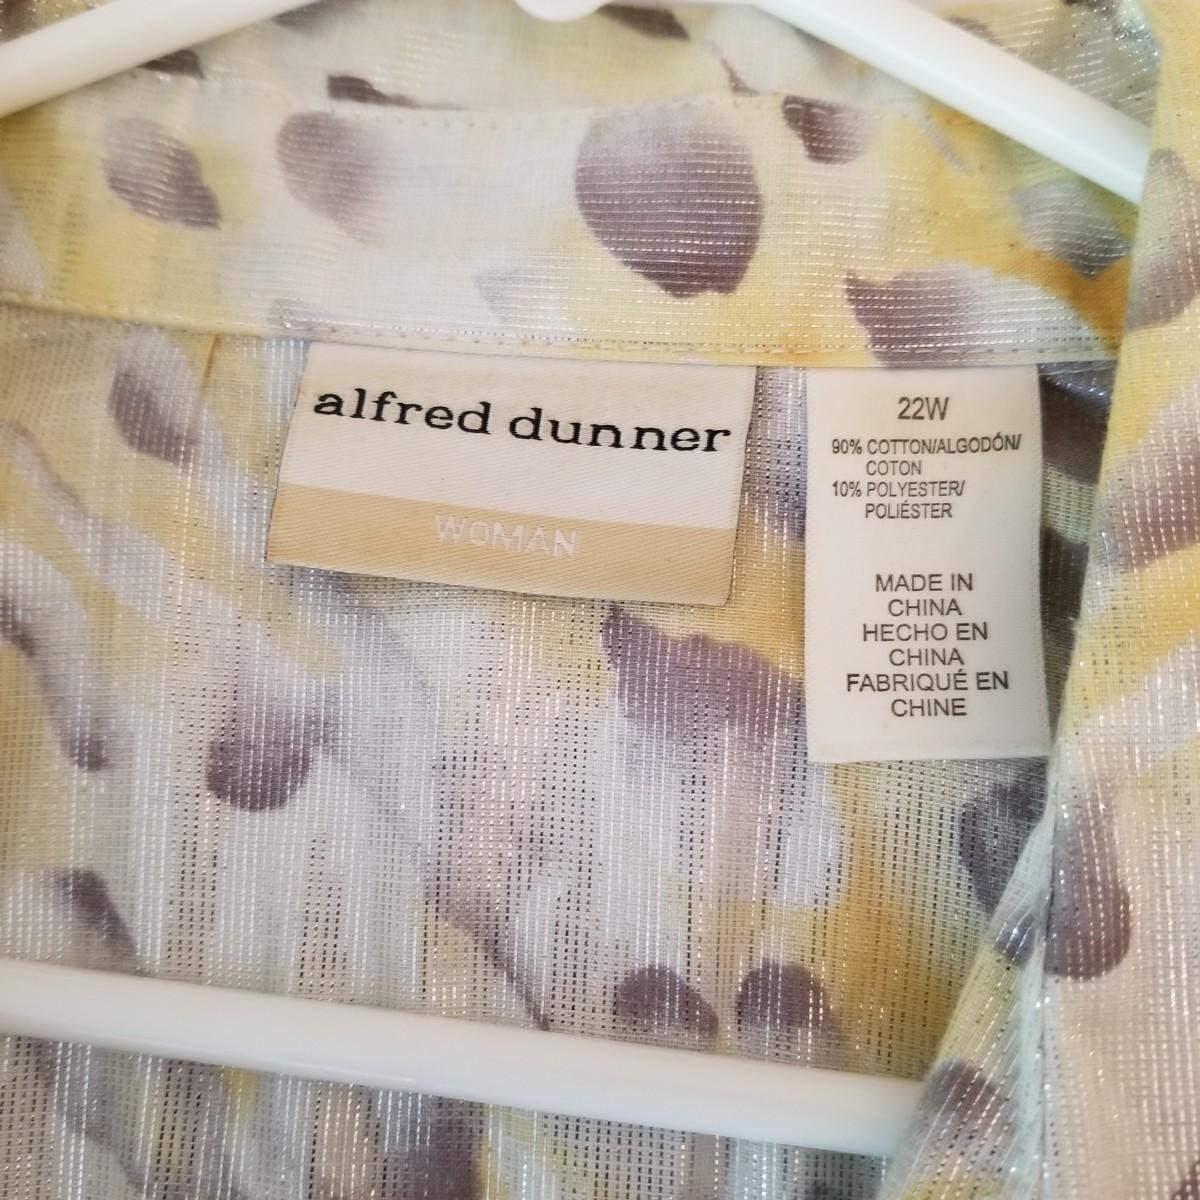 alfred dunner
WOMAN
22W
90% COTTON/ALGODÓN/
COTON
10% POLYESTER/
POLIÉSTER
MADE IN
CHINA
HECHO EN
CHINA
FABRIQUÉ EN
CHINE